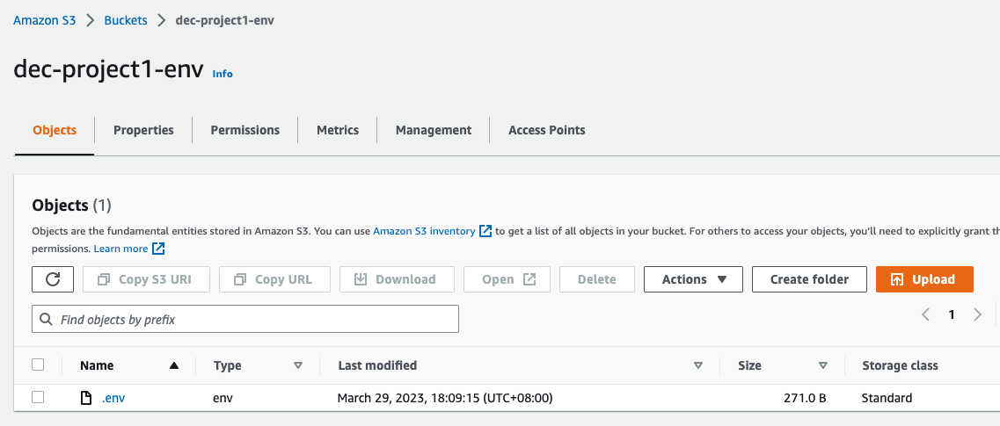 Amazon S3 > Buckets > dec-project1-env
dec-project1-env Info
Objects Properties Permissions Metrics Management Access Points
Objects (1)
Objects are the fundamental entities stored in Amazon S3. You can use Amazon S3 inventory to get a list of all objects in your bucket. For others to access your objects, you'll need to explicitly grant
permissions. Learn more
Copy S3 URI Copy URL Download Open Delete Actions Create folder Upload
Find objects by prefix 1
Name Type Last modified Size Storage class
.env env March 29, 2023, 18:09:15 (UTC+08:00) 271.0 B Standard